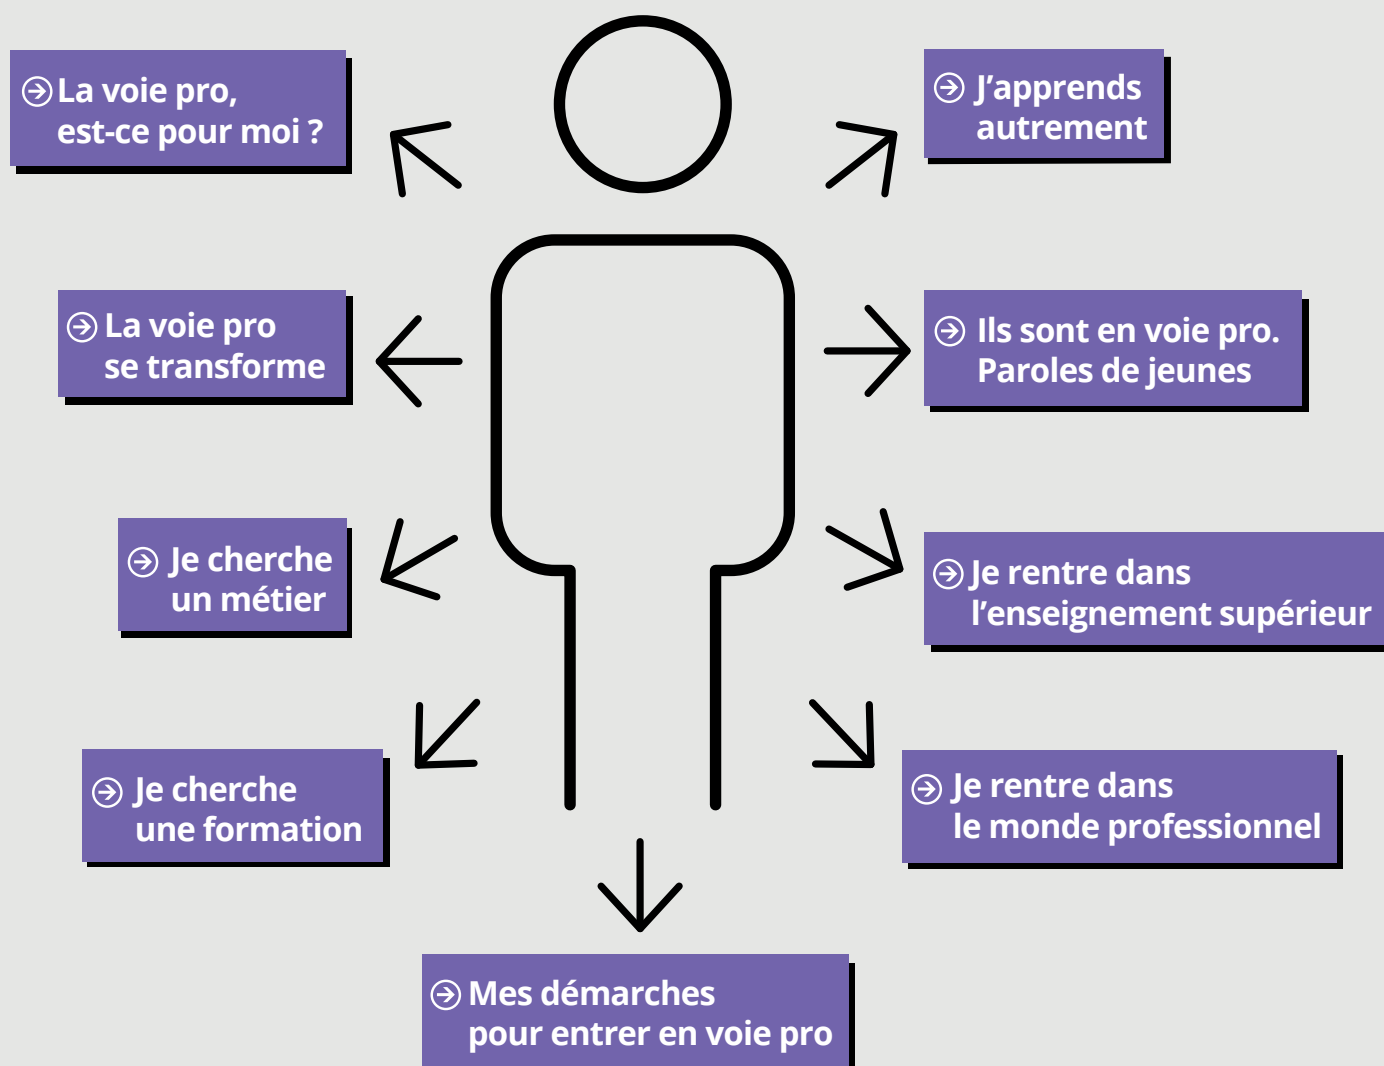 La voie pro,
est-ce pour moi ?
J’apprends
autrement
La voie pro
se transforme
Ils sont en voie pro.
Paroles de jeunes
Je cherche
un métier
Je rentre dans
l’enseignement supérieur
Je cherche
une formation
Je rentre dans
le monde professionnel
Mes démarches
pour entrer en voie pro